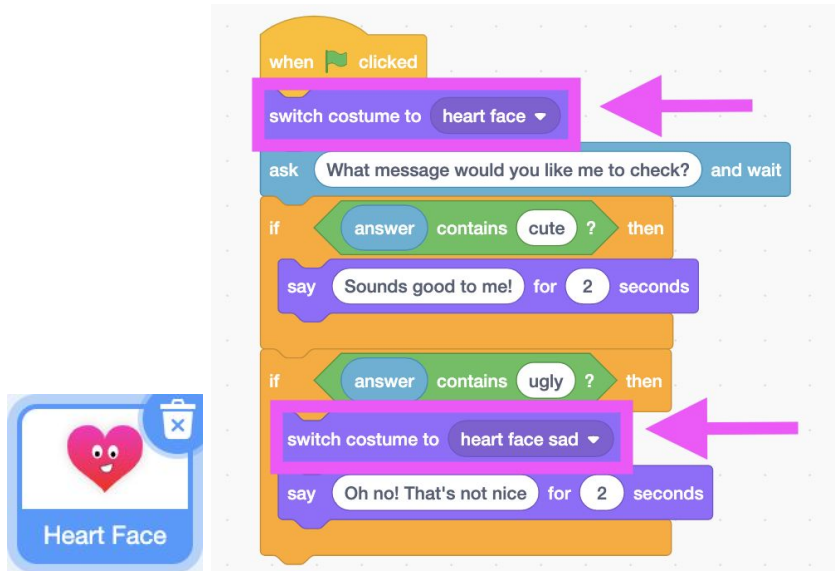 when clicked
switch costume to heart face
ask What message would you like me to check? and wait
if answer contains cute ? then
say Sounds good to me! for 2 seconds
if answer contains ugly ? then
switch costume to heart face sad
say Oh no! That's not nice for 2 seconds
Heart Face